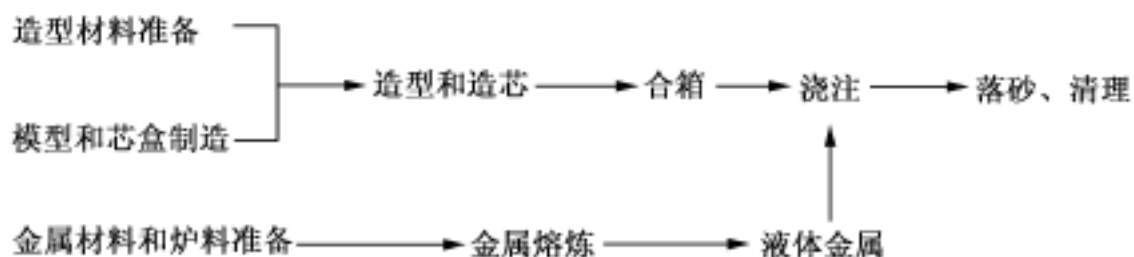 造型材料准备
造型和造芯 合箱 浇注 落砂、清理
模型和芯盒制造
金属材料和炉料准备 金属熔炼 液体金属